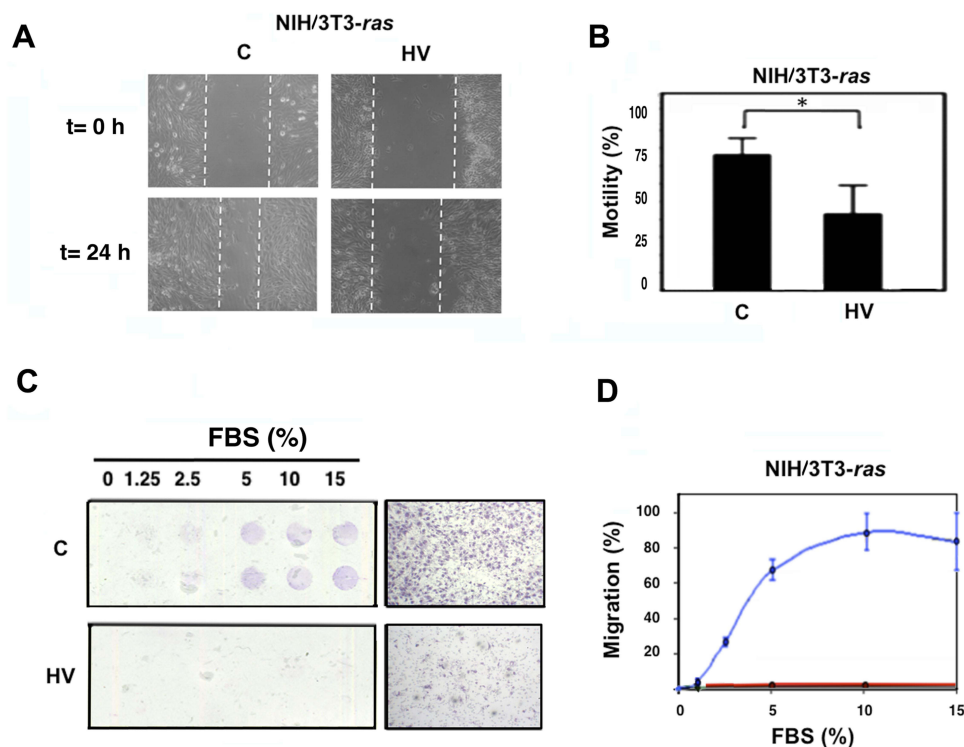 A
NIH/3T3-ras
C HV
t= 0 h
t= 24 h
B
NIH/3T3-ras
*
100
75
50
25
0
Motility (%)
C HV
C
FBS (%)
0 1.25 2.5 5 10 15
C
HV
D
NIH/3T3-ras
100
80
60
40
20
Migration (%)
0 5 10 15
FBS (%)